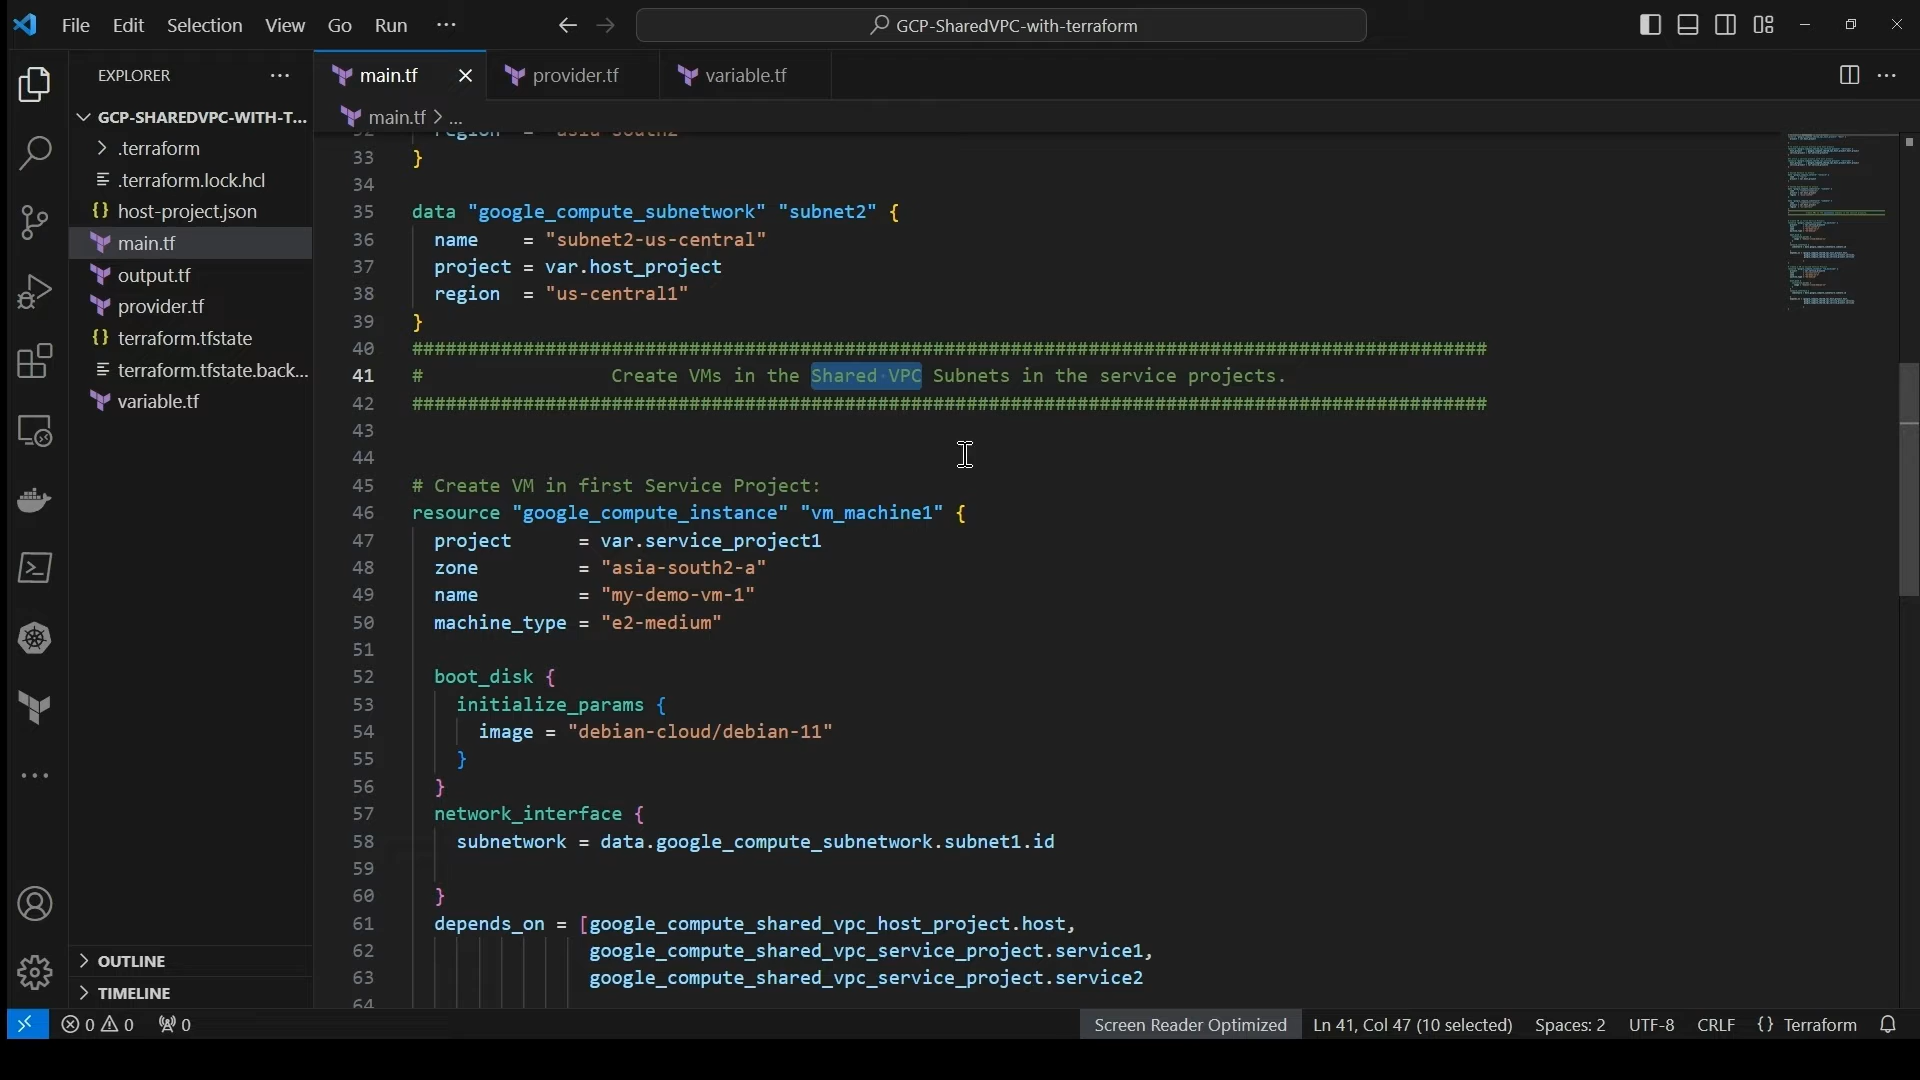 File Edit Selection View Go Run ···
GCP-SharedVPC-with-terraform
EXPLORER ···
main.tf
provider.tf
variable.tf
main.tf > ...
GCP-SHAREDVPC-WITH-T...
.terraform
.terraform.lock.hcl
host-project.json
main.tf
output.tf
provider.tf
terraform.tfstate
terraform.tfstate.back...
variable.tf
OUTLINE
TIMELINE
32 region = "asia-south2"
33 }
34
35 data "google_compute_subnetwork" "subnet2" {
36 name = "subnet2-us-central"
37 project = var.host_project
38 region = "us-central1"
39 }
40 #################################################################################################
41 # Create VMs in the Shared VPC Subnets in the service projects.
42 #################################################################################################
43
44
45 # Create VM in first Service Project:
46 resource "google_compute_instance" "vm_machine1" {
47 project = var.service_project1
48 zone = "asia-south2-a"
49 name = "my-demo-vm-1"
50 machine_type = "e2-medium"
51
52 boot_disk {
53 initialize_params {
54 image = "debian-cloud/debian-11"
55 }
56 }
57 network_interface {
58 subnetwork = data.google_compute_subnetwork.subnet1.id
59
60 }
61 depends_on = [google_compute_shared_vpc_host_project.host,
62 google_compute_shared_vpc_service_project.service1,
63 google_compute_shared_vpc_service_project.service2
64
0 0 0
Screen Reader Optimized Ln 41, Col 47 (10 selected) Spaces: 2 UTF-8 CRLF {} Terraform